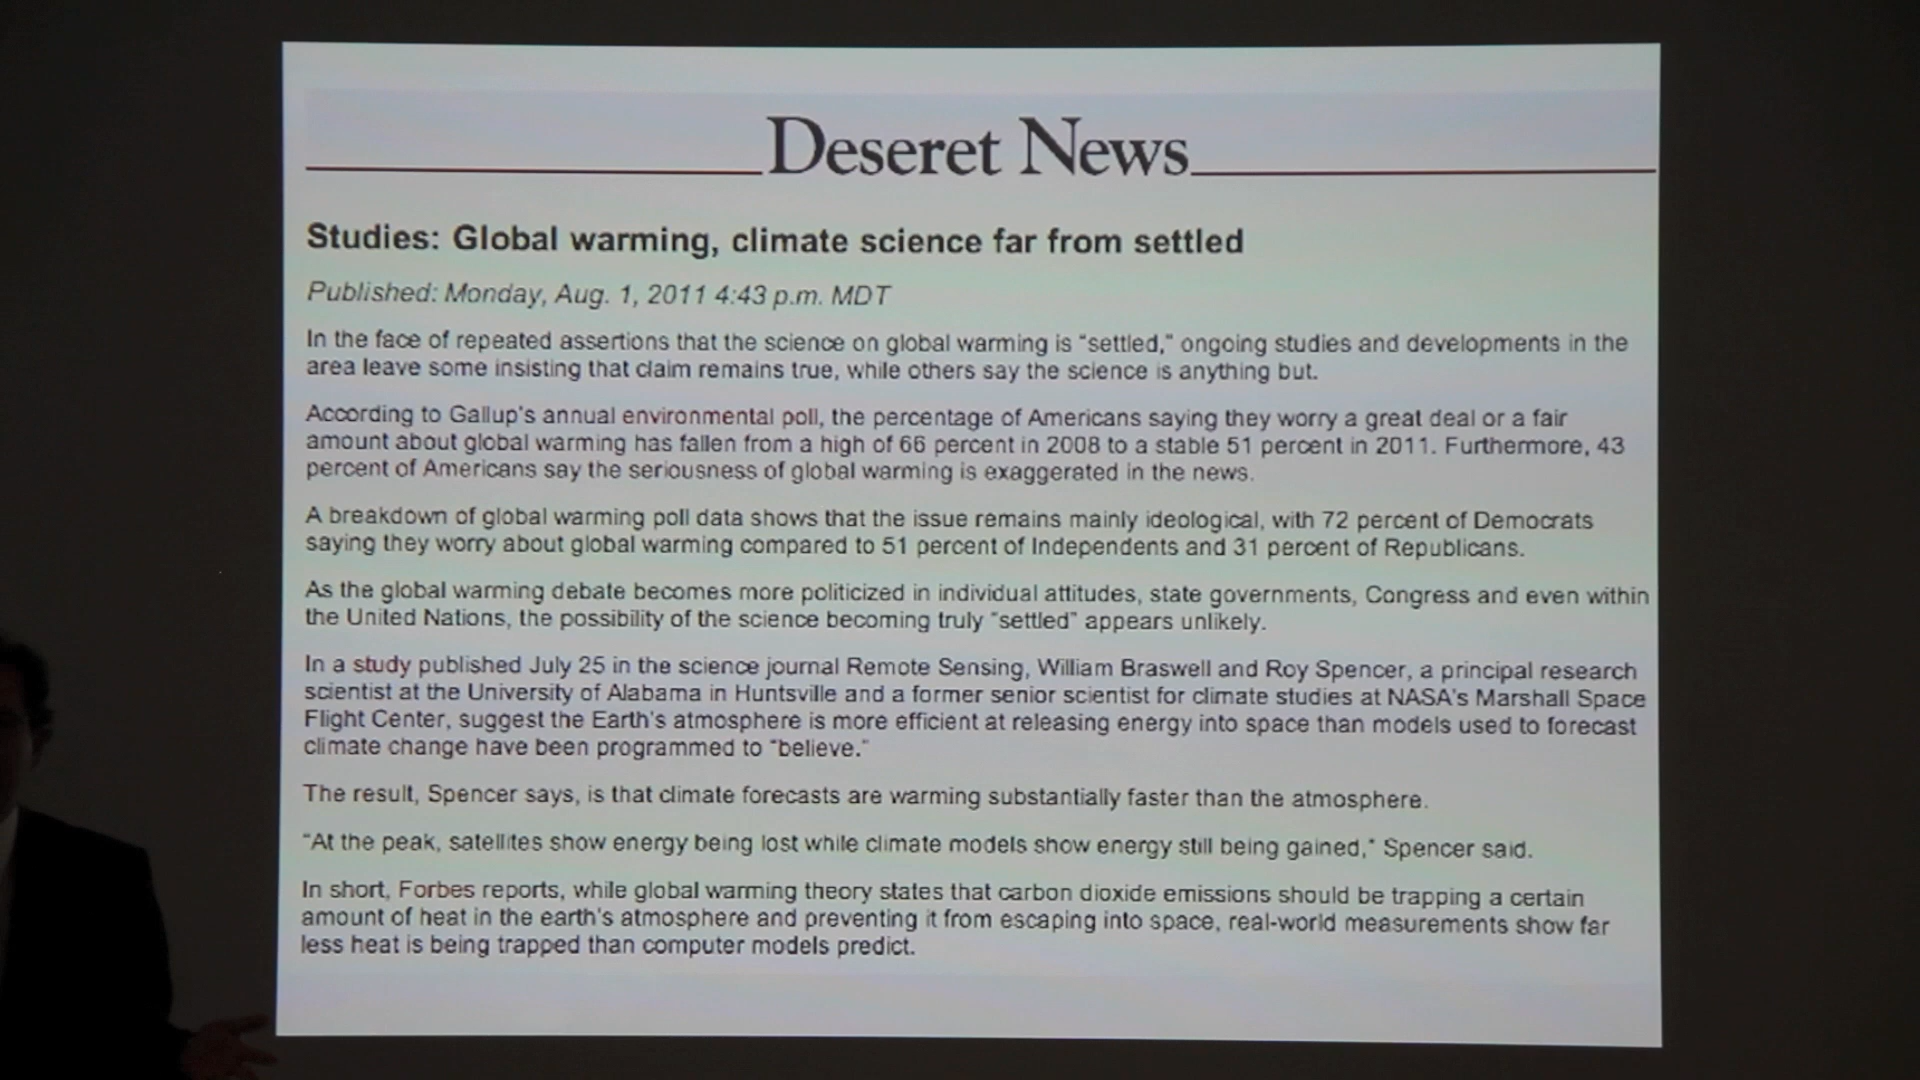 Deseret News
Studies: Global warming, climate science far from settled
Published: Monday, Aug. 1, 2011 4:43 p.m. MDT
In the face of repeated assertions that the science on global warming is "settled," ongoing studies and developments in the
area leave some insisting that claim remains true, while others say the science is anything but.
According to Gallup's annual environmental poll, the percentage of Americans saying they worry a great deal or a fair
amount about global warming has fallen from a high of 66 percent in 2008 to a stable 51 percent in 2011. Furthermore, 43
percent of Americans say the seriousness of global warming is exaggerated in the news.
A breakdown of global warming poll data shows that the issue remains mainly ideological, with 72 percent of Democrats
saying they worry about global warming compared to 51 percent of Independents and 31 percent of Republicans.
As the global warming debate becomes more politicized in individual attitudes, state governments, Congress and even within
the United Nations, the possibility of the science becoming truly "settled" appears unlikely.
In a study published July 25 in the science journal Remote Sensing, William Braswell and Roy Spencer, a principal research
scientist at the University of Alabama in Huntsville and a former senior scientist for climate studies at NASA's Marshall Space
Flight Center, suggest the Earth's atmosphere is more efficient at releasing energy into space than models used to forecast
climate change have been programmed to "believe."
The result, Spencer says, is that climate forecasts are warming substantially faster than the atmosphere.
"At the peak, satellites show energy being lost while climate models show energy still being gained," Spencer said.
In short, Forbes reports, while global warming theory states that carbon dioxide emissions should be trapping a certain
amount of heat in the earth's atmosphere and preventing it from escaping into space, real-world measurements show far
less heat is being trapped than computer models predict.